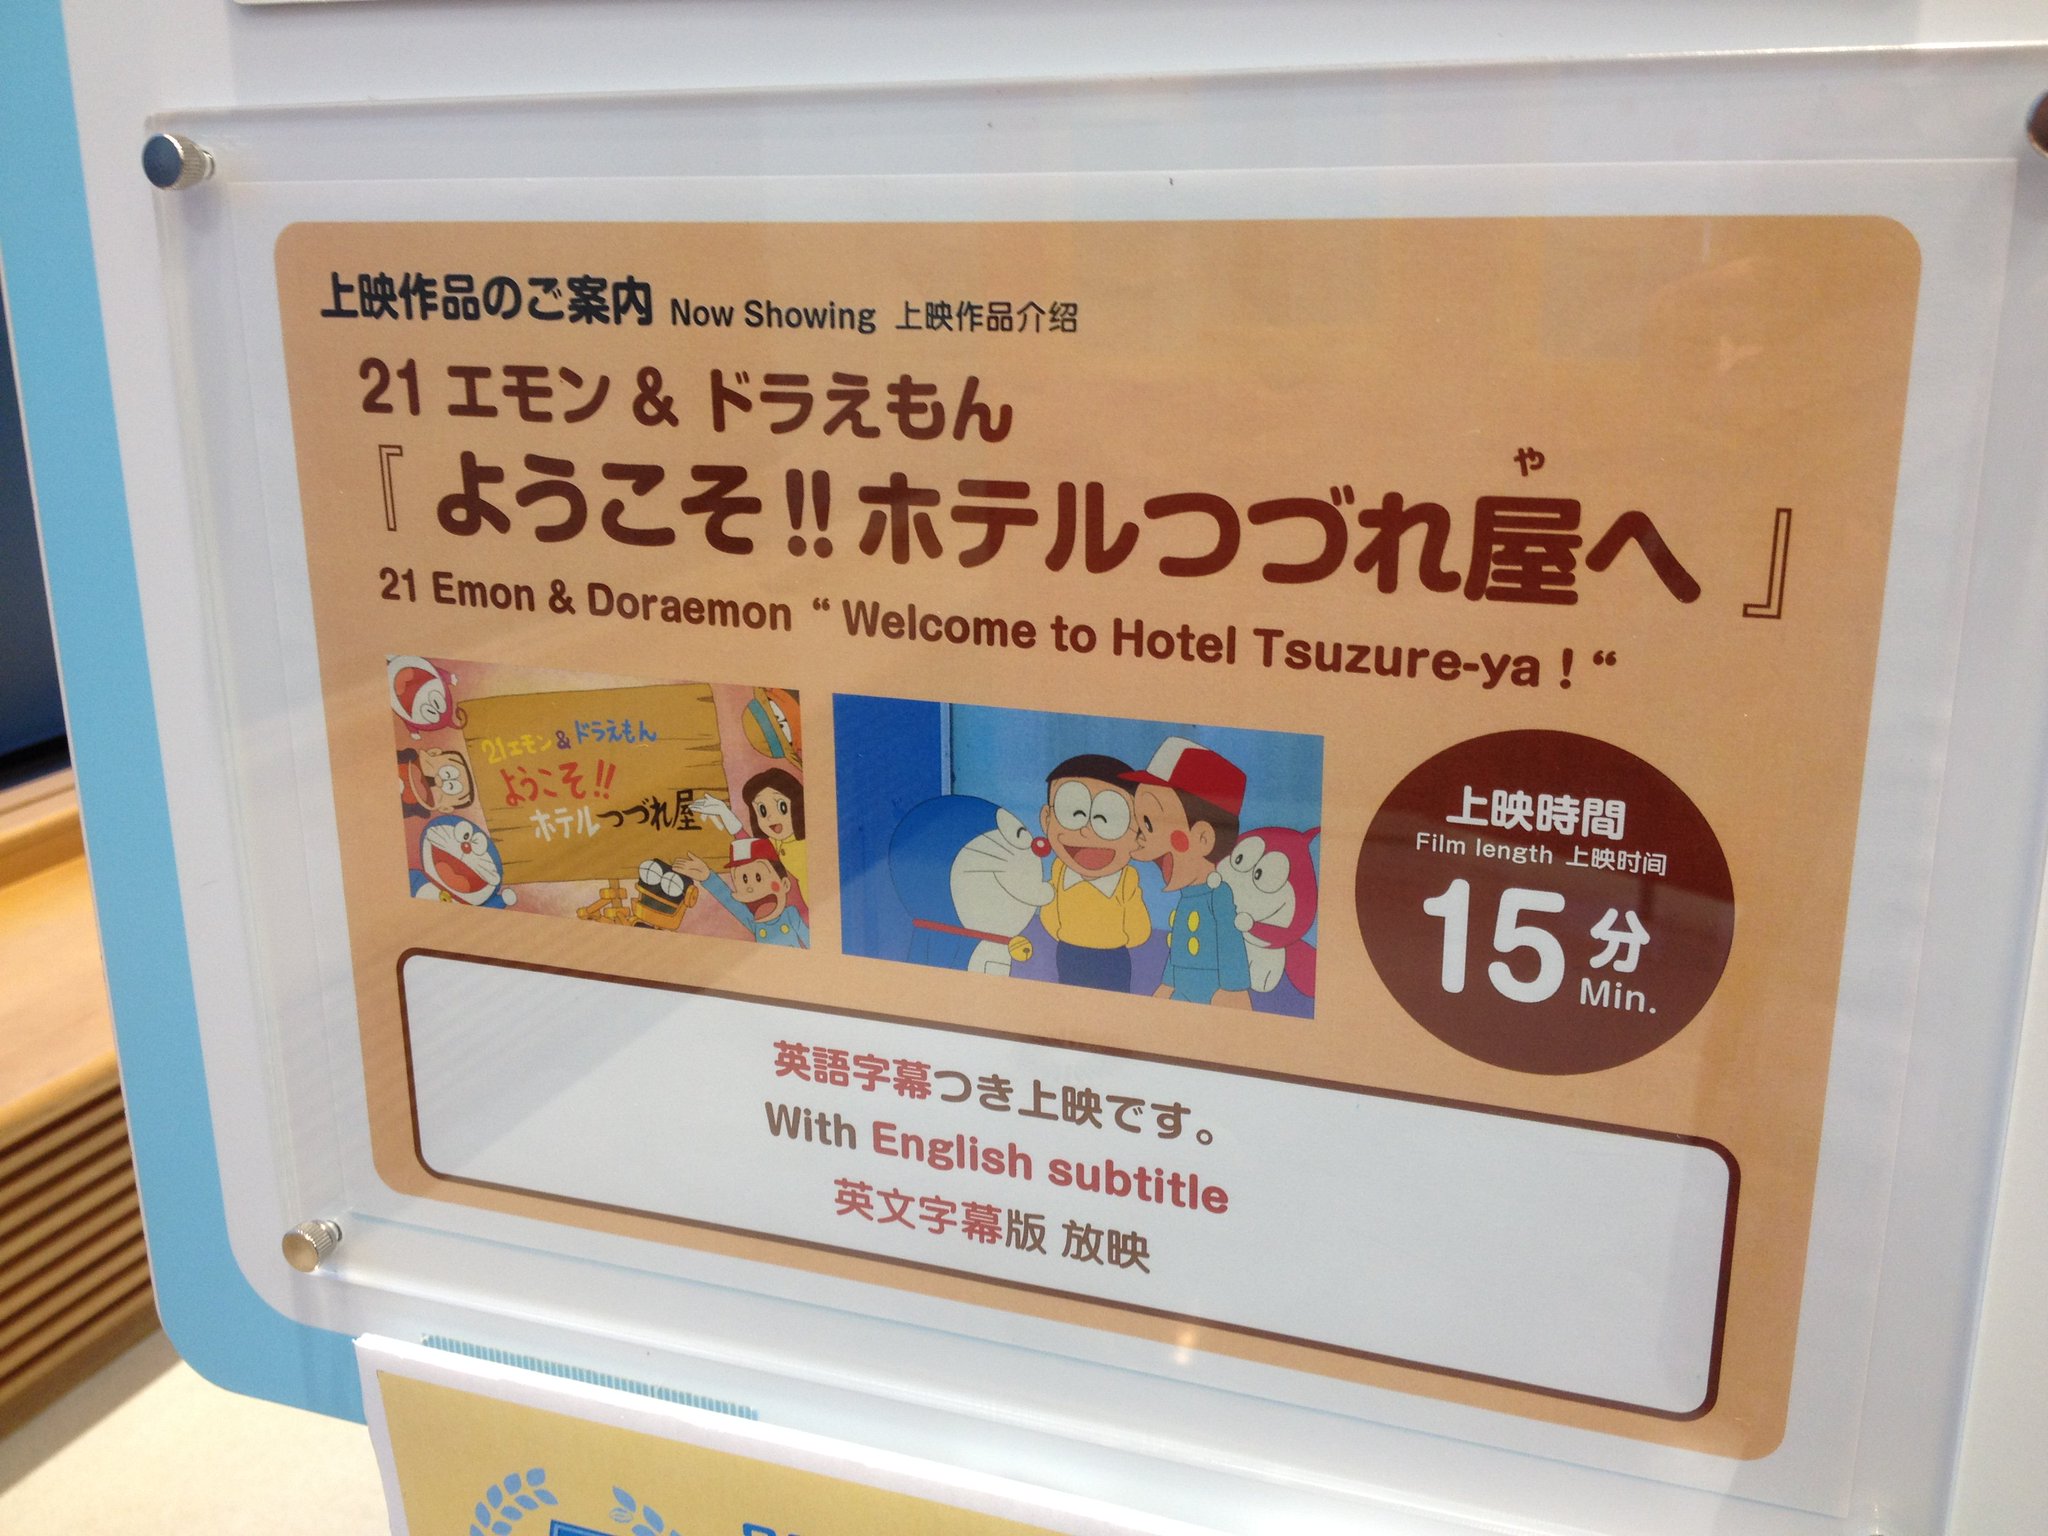 上映作品のご案内 Now Showing 上映作品介绍
21 エモン & ドラえもん
や
『ようこそ!! ホテルつづれ屋へ』
21 Emon & Doraemon “ Welcome to Hotel Tsuzure-ya ! “
21エモン&ドラえもん
ようこそ!!
ホテルつづれ屋へ
上映時間
Film length 上映时间
15分
Min.
英語字幕つき上映です。
With English subtitle
英文字幕版 放映